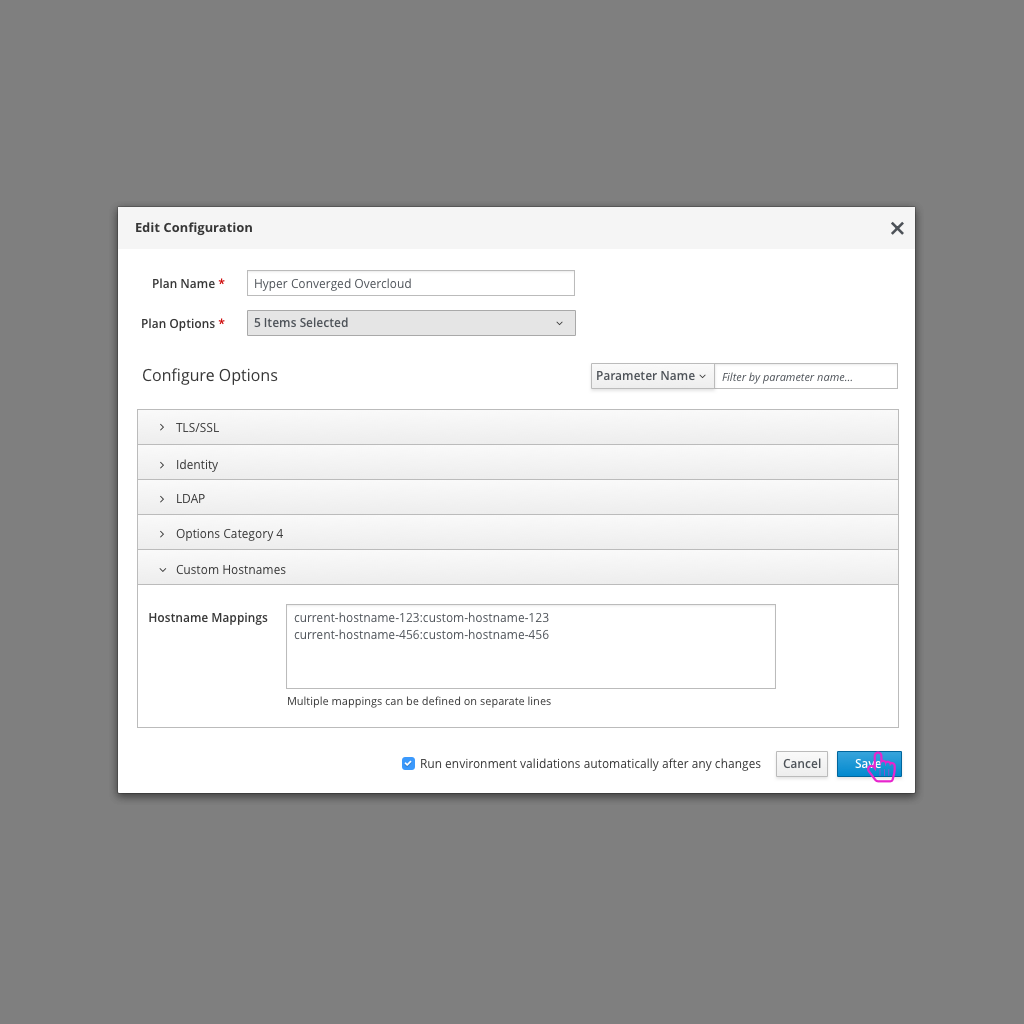 Edit Configuration
Plan Name *
Hyper Converged Overcloud
Plan Options *
5 Items Selected
Configure Options
Parameter Name
Filter by parameter name...
TLS/SSL
Identity
LDAP
Options Category 4
Custom Hostnames
Hostname Mappings
current-hostname-123:custom-hostname-123
current-hostname-456:custom-hostname-456
Multiple mappings can be defined on separate lines
Run environment validations automatically after any changes
Cancel
Save